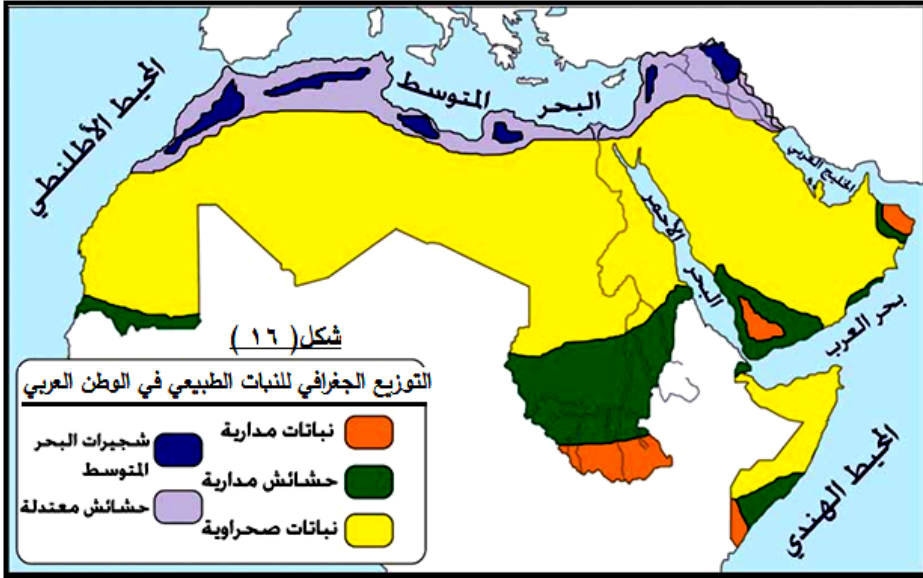 المحيط الأطلنطي
البحر المتوسط
الخليج العربي
البحر الأحمر
بحر العرب
المحيط الهندي
شكل( ١٦ )
التوزيع الجغرافي للنبات الطبيعي في الوطن العربي
نباتات مدارية
حشائش مدارية
نباتات صحراوية
شجيرات البحر
المتوسط
حشائش معتدلة